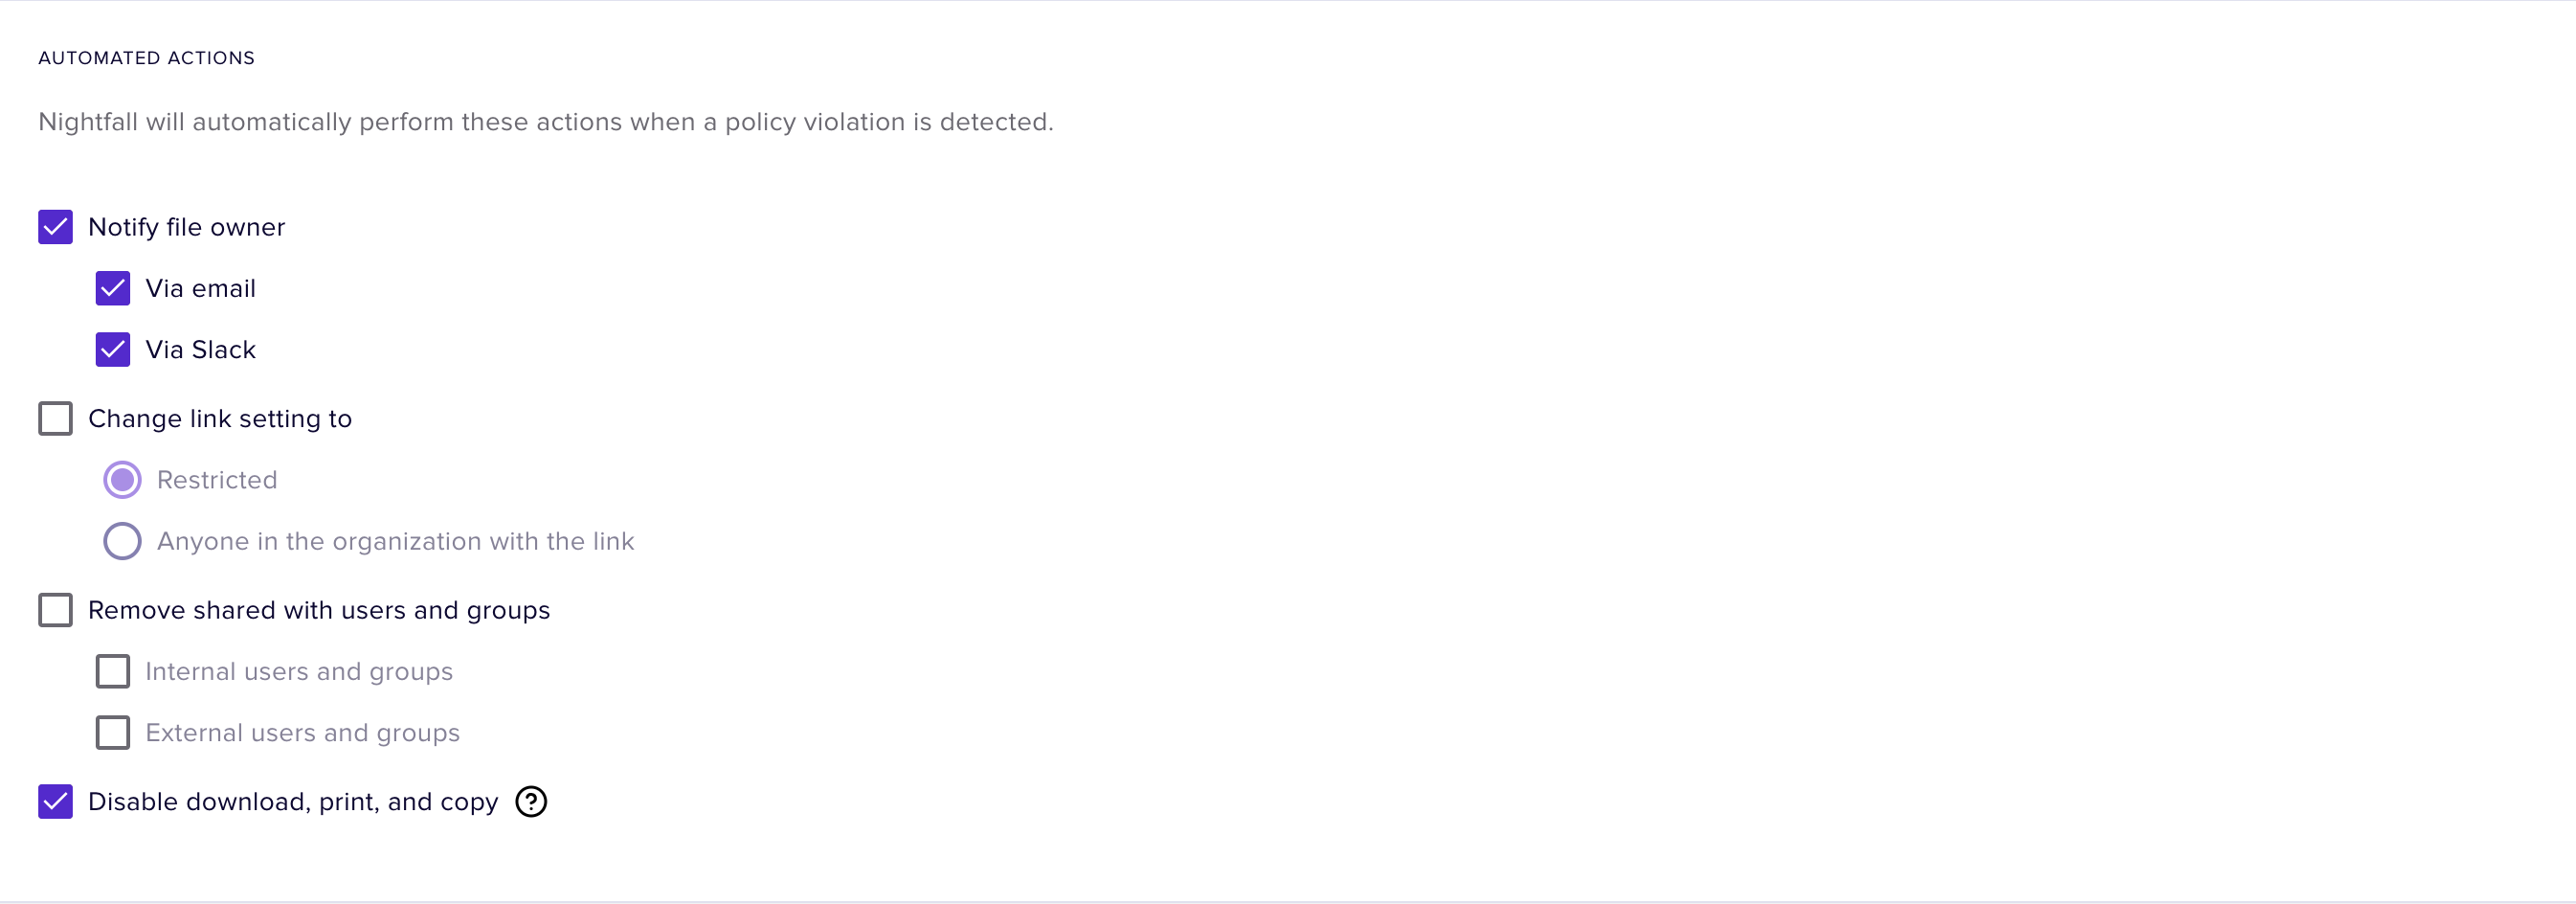 AUTOMATED ACTIONS
Nightfall will automatically perform these actions when a policy violation is detected.
Notify file owner
Via email
Via Slack
Change link setting to
Restricted
Anyone in the organization with the link
Remove shared with users and groups
Internal users and groups
External users and groups
Disable download, print, and copy ?